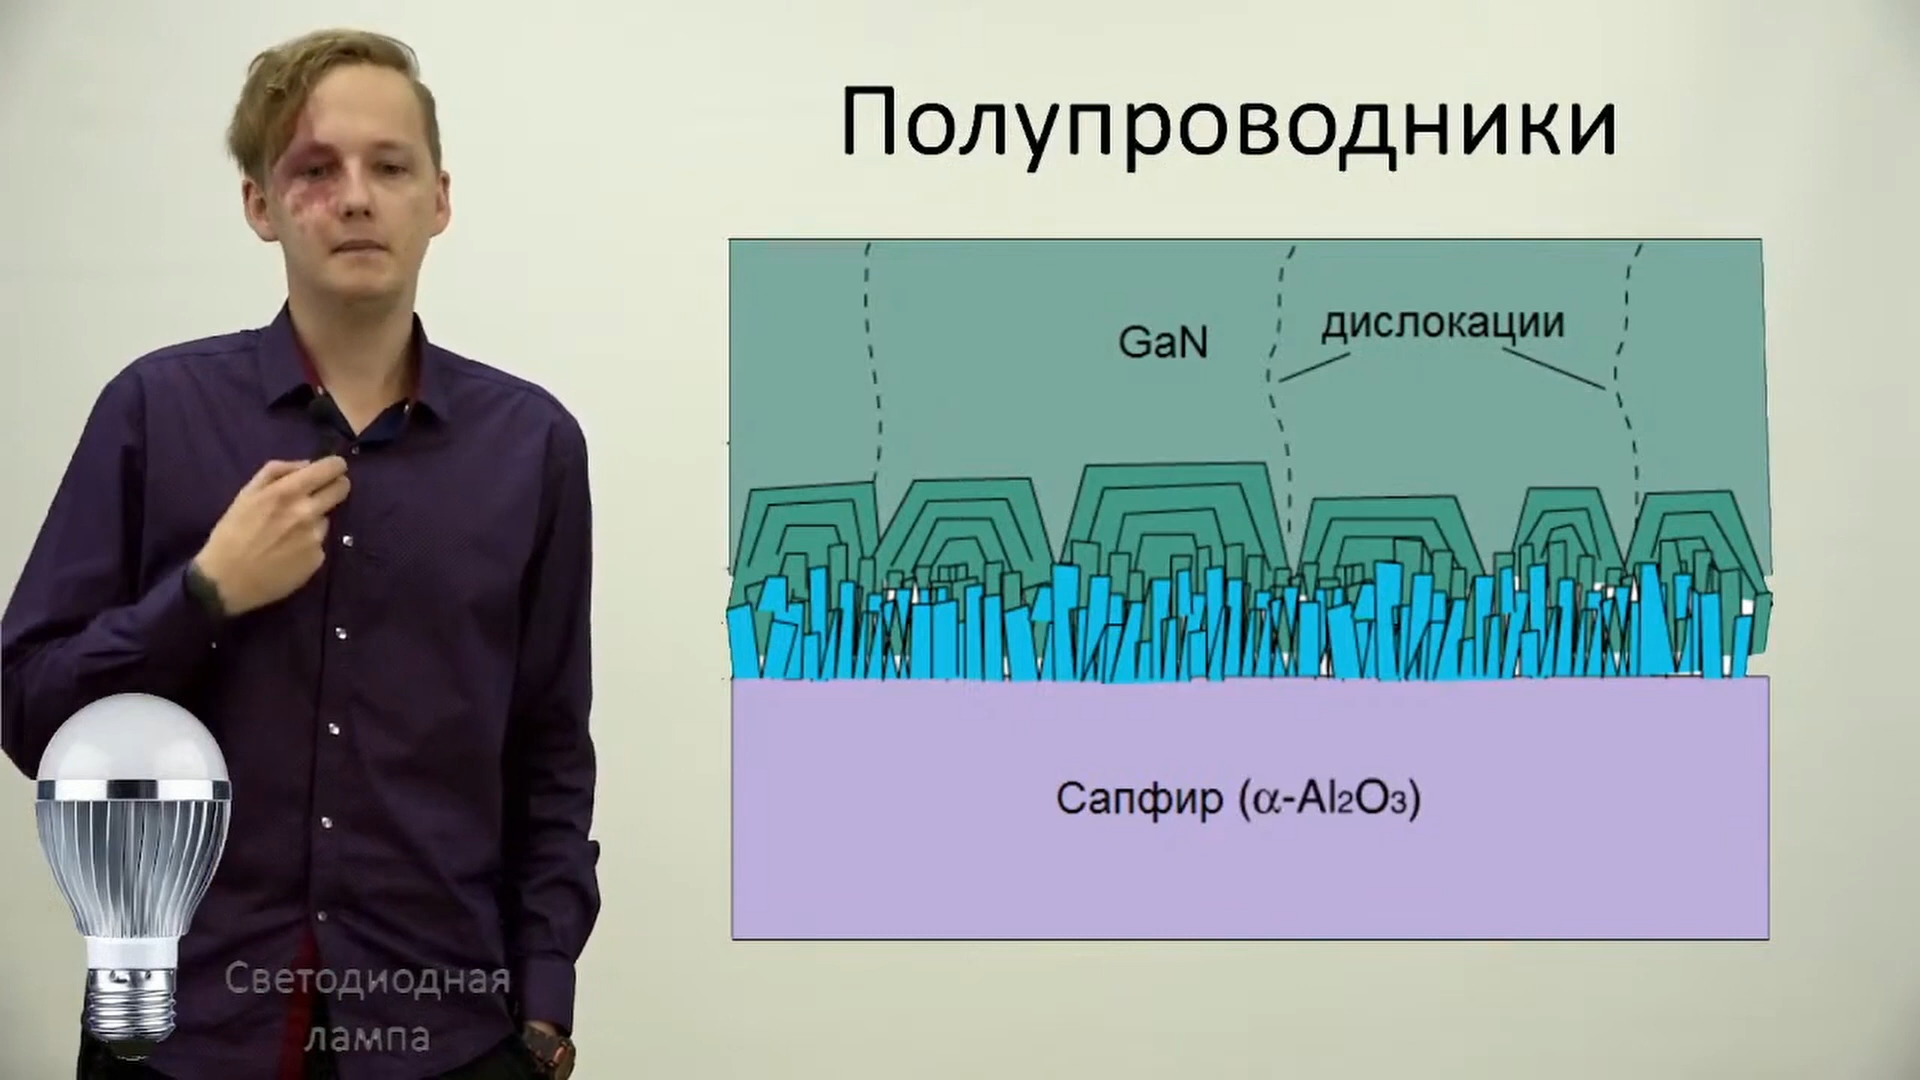 Полупроводники
GaN
дислокации
Сапфир (α-Al₂O₃)
Светодиодная
лампа